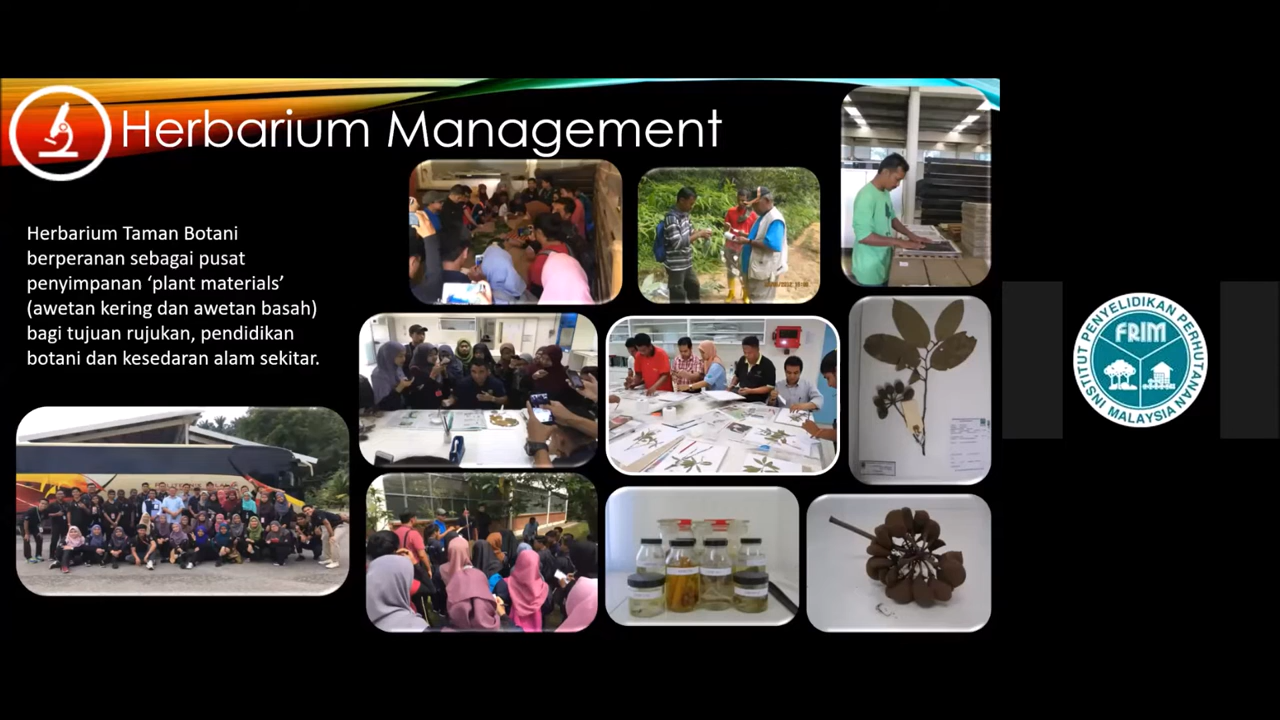 Herbarium Management
Herbarium Taman Botani
berperanan sebagai pusat
penyimpanan ‘plant materials’
(awetan kering dan awetan basah)
bagi tujuan rujukan, pendidikan
botani dan kesedaran alam sekitar.
INSTITUT PENYELIDIKAN PERHUTANAN
FRIM
MALAYSIA